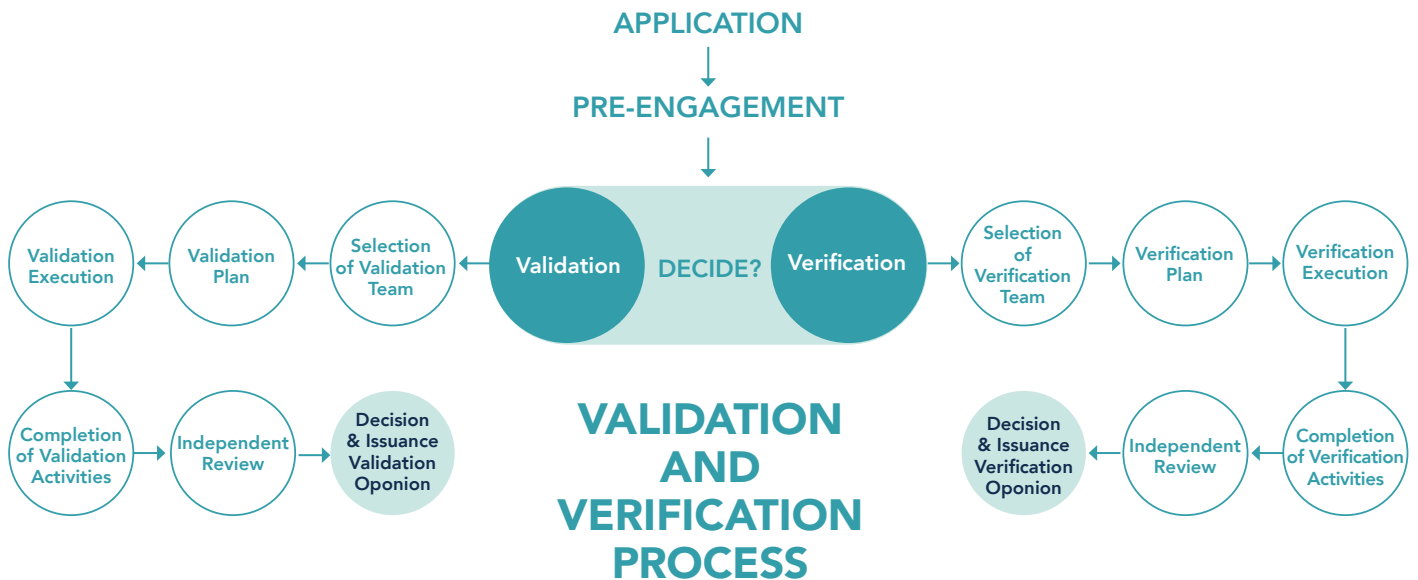 APPLICATION
PRE-ENGAGEMENT
Validation
Execution
Validation
Plan
Selection
of Validation
Team
Validation
DECIDE?
Verification
Selection
of
Verification
Team
Verification
Plan
Verification
Execution
Completion
of Validation
Activities
Independent
Review
Decision
& Issuance
Validation
Oponion
VALIDATION
AND
VERIFICATION
PROCESS
Decision
& Issuance
Verification
Oponion
Independent
Review
Completion
of Verification
Activities